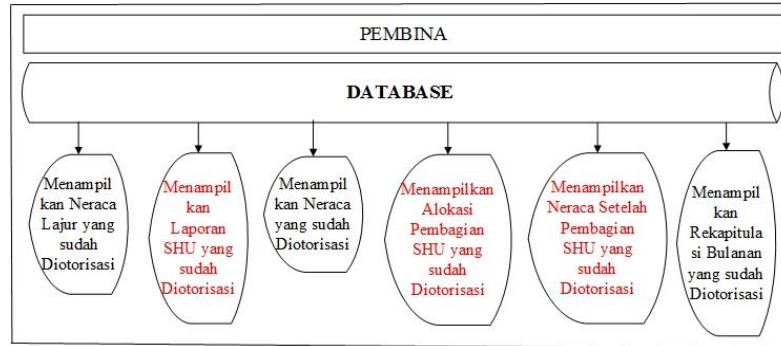 PEMBINA
DATABASE
Menampil
kan Neraca
Lajur yang
sudah
Diotorisasi
Menampil
kan
Laporan
SHU yang
sudah
Diotorisasi
Menampil
kan Neraca
yang sudah
Diotorisasi
Menampilkan
Alokasi
Pembagian
SHU yang
sudah
Diotorisasi
Menampilkan
Neraca Setelah
Pembagian
SHU yang
sudah
Diotorisasi
Menampil
kan
Rekapitula
si Bulanan
yang sudah
Diotorisasi